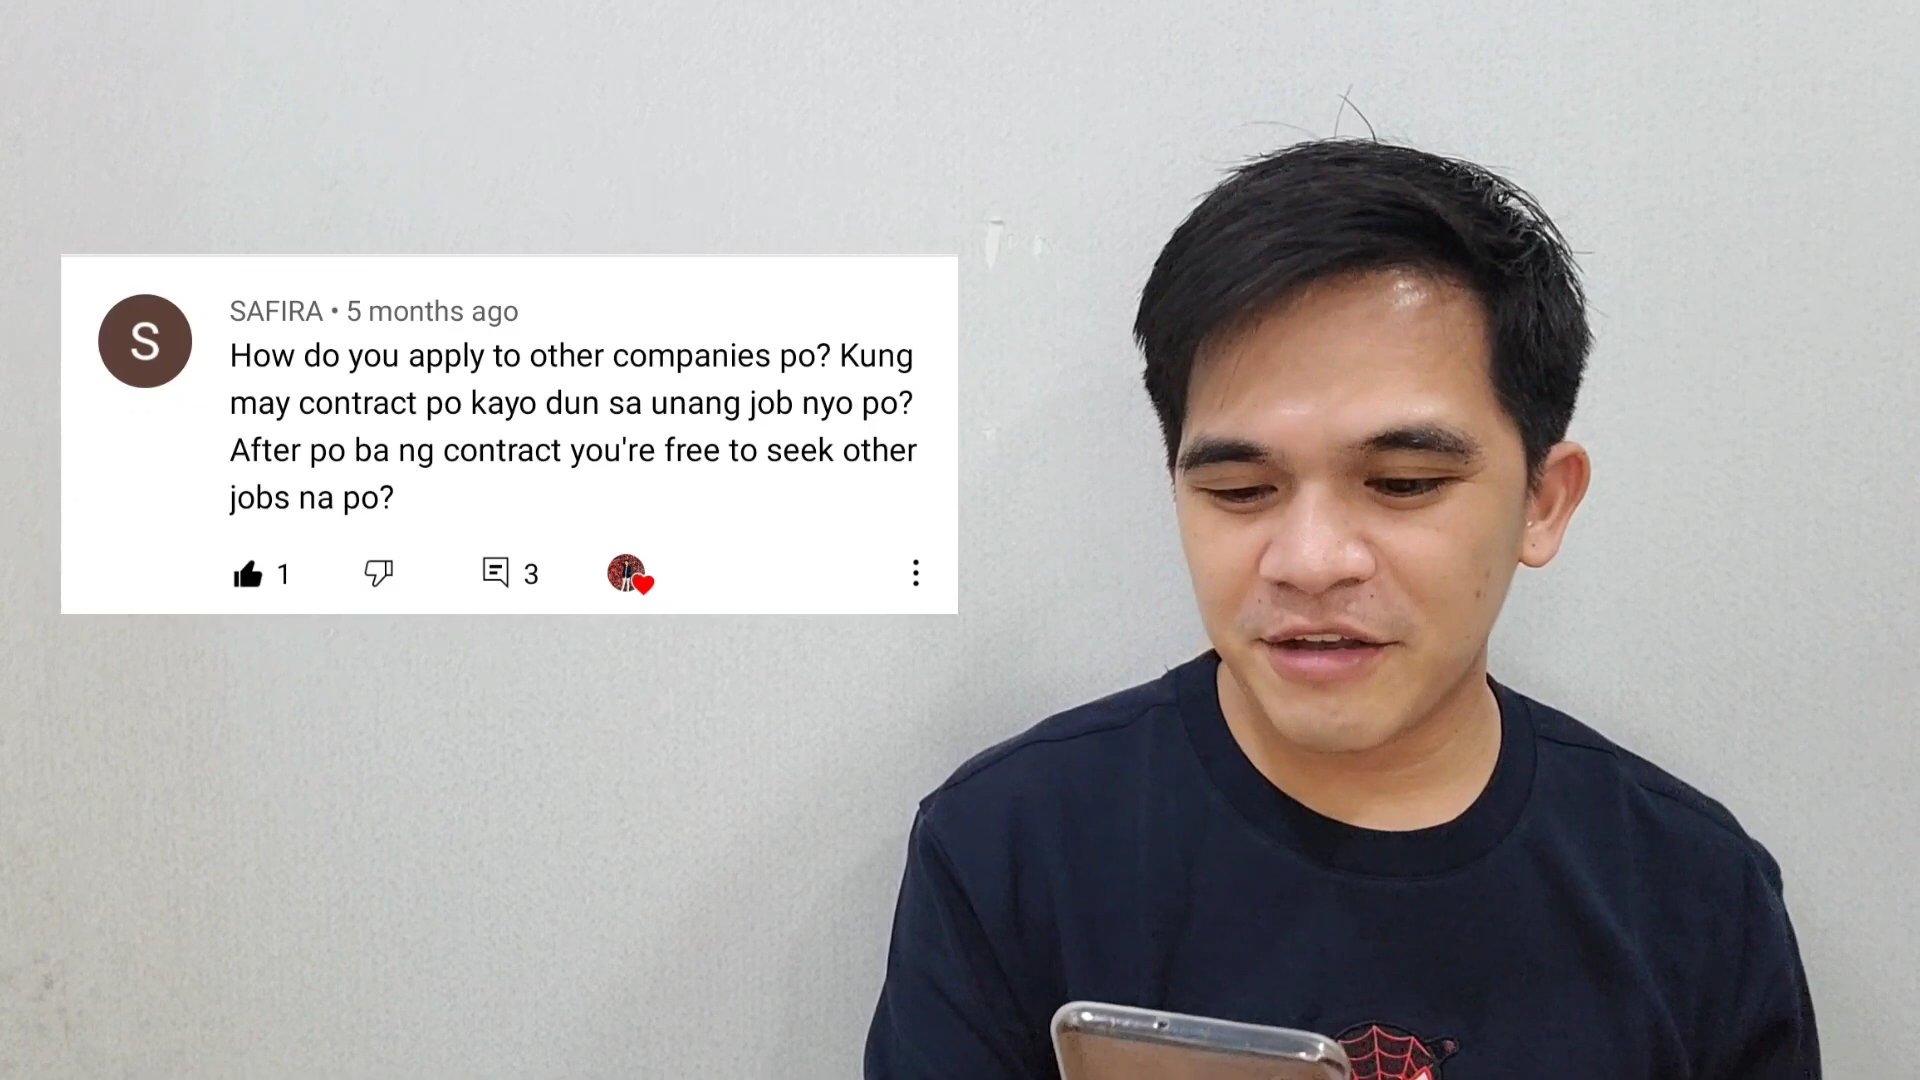 S
SAFIRA • 5 months ago
How do you apply to other companies po? Kung
may contract po kayo dun sa unang job nyo po?
After po ba ng contract you're free to seek other
jobs na po?
1
3